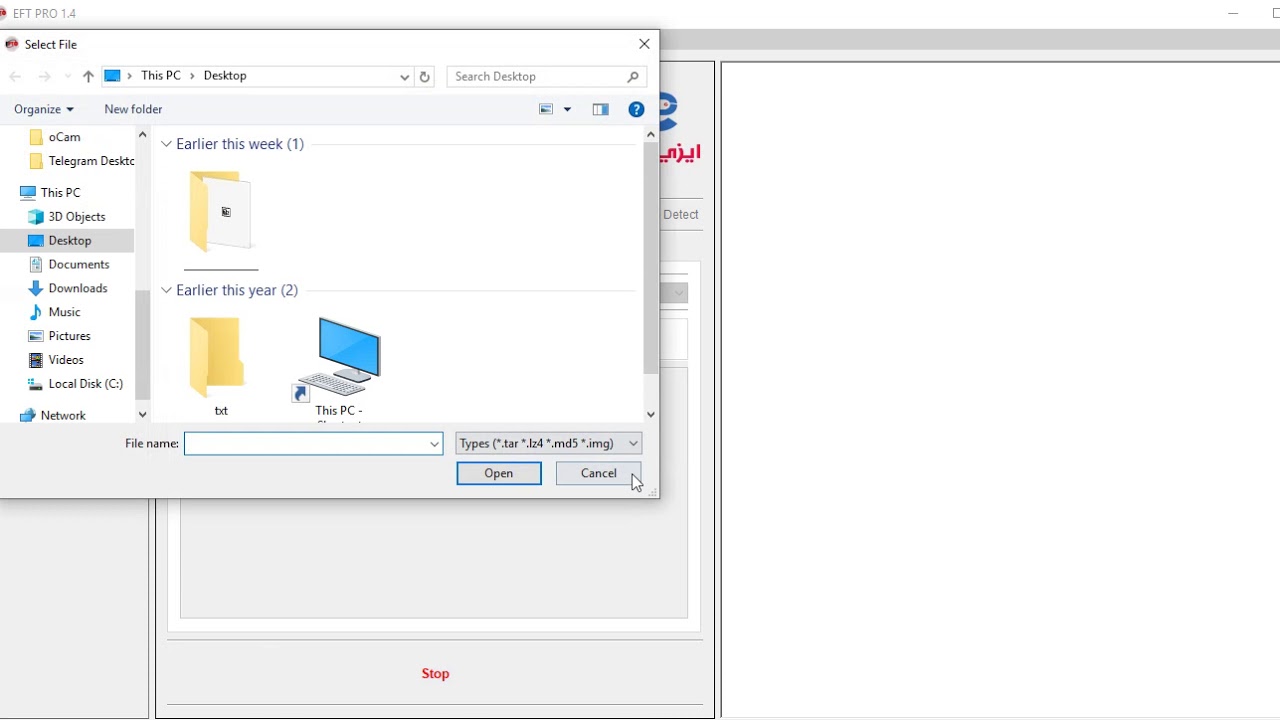 EFT PRO 1.4
Select File
This PC
Desktop
Search Desktop
Organize
New folder
oCam
Telegram Deskto
This PC
3D Objects
Desktop
Documents
Downloads
Music
Pictures
Videos
Local Disk (C:)
Network
Earlier this week (1)
Earlier this year (2)
txt
This PC -
File name:
Types (*.tar *.lz4 *.md5 *.img)
Open
Cancel
ايزي
Detect
Stop